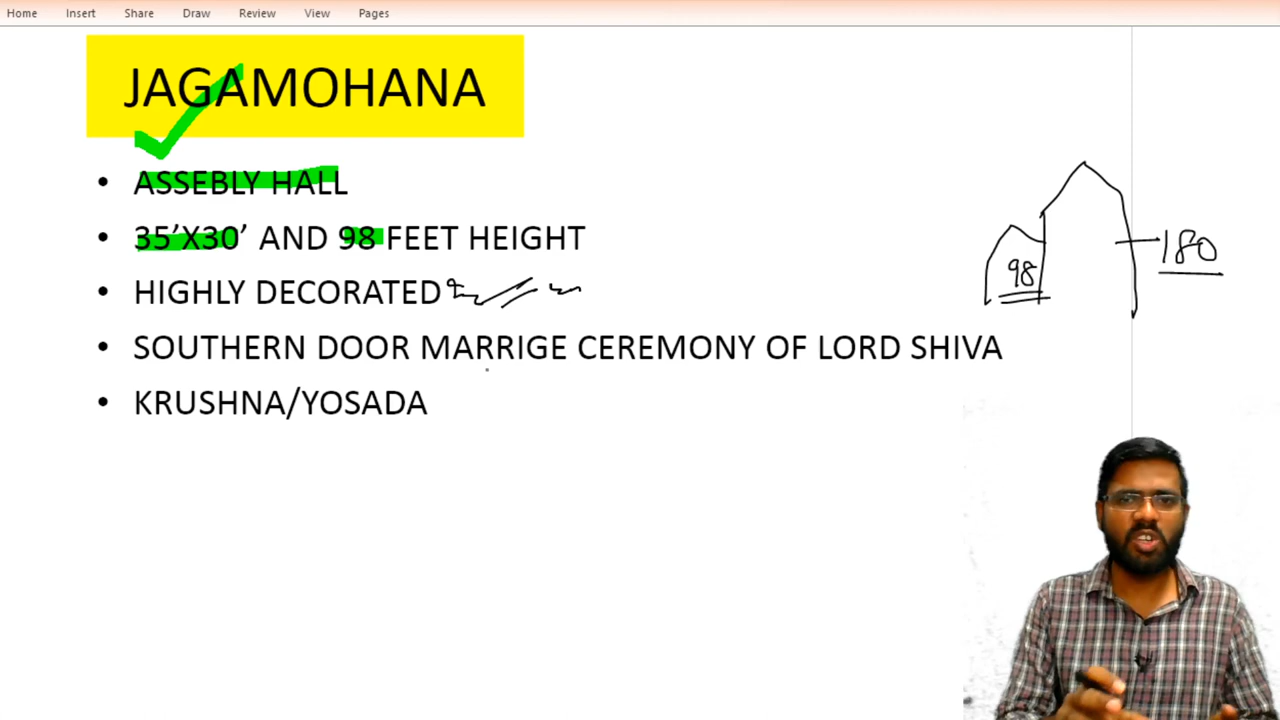 Home Insert Share Draw Review View Pages
JAGAMOHANA
• ASSEBLY HALL
• 35’X30’ AND 98 FEET HEIGHT
• HIGHLY DECORATED
• SOUTHERN DOOR MARRIGE CEREMONY OF LORD SHIVA
• KRUSHNA/YOSADA
98
180